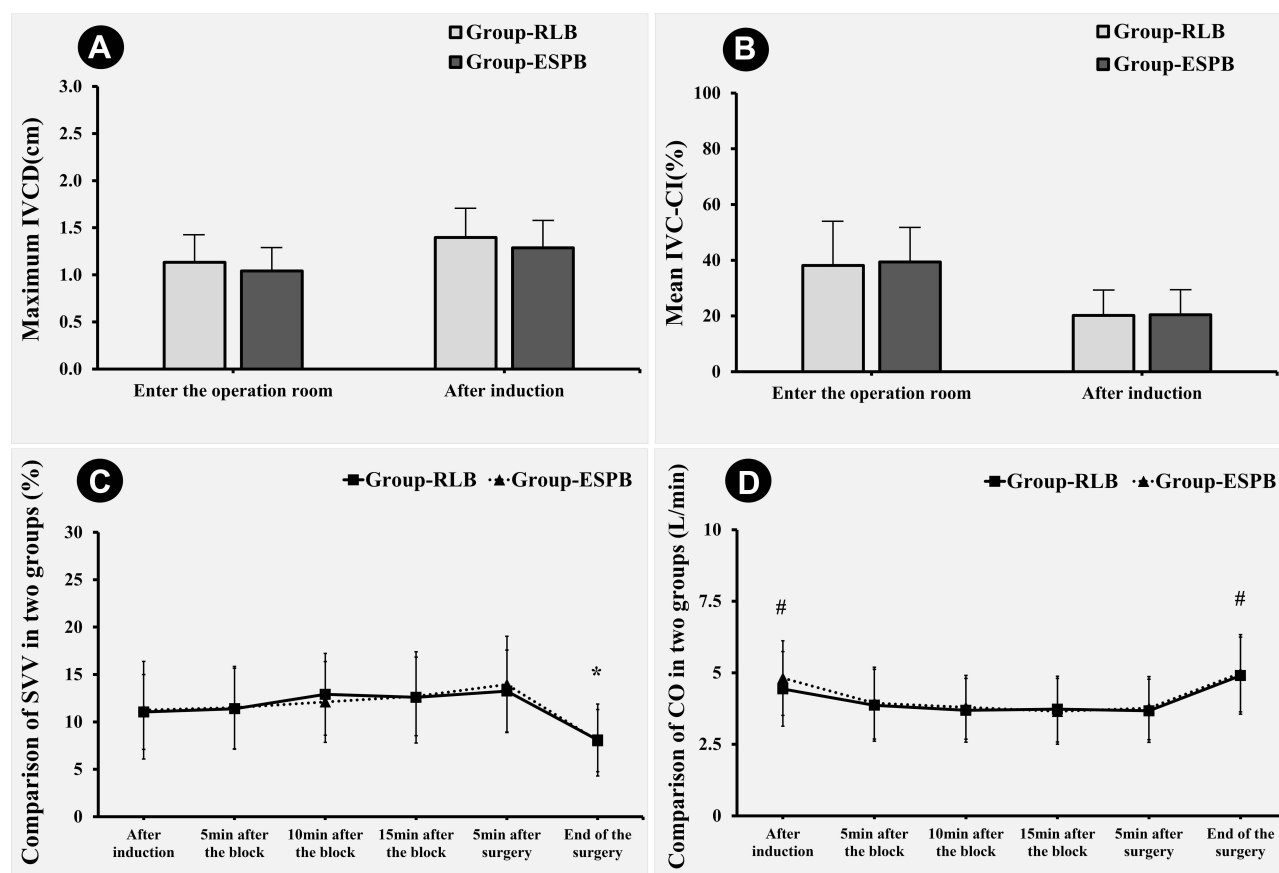 A
Group-RLB
Group-ESPB
Maximum IVCD(cm)
3.0
2.5
2.0
1.5
1.0
0.5
0.0
Enter the operation room
After induction
B
Group-RLB
Group-ESPB
Mean IVC-CI(%)
100
80
60
40
20
0
Enter the operation room
After induction
C
Group-RLB
Group-ESPB
Comparison of SVV in two groups (%)
30
25
20
15
10
5
0
*
After
induction
5min after
the block
10min after
the block
15min after
the block
5min after
surgery
End of the
surgery
D
Group-RLB
Group-ESPB
Comparison of CO in two groups (L/min)
10
7.5
5
2.5
0
#
#
After
induction
5min after
the block
10min after
the block
15min after
the block
5min after
surgery
End of the
surgery